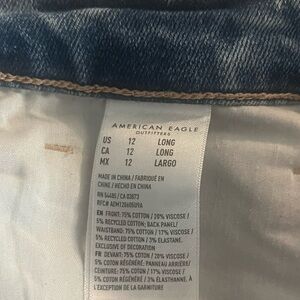 AMERICAN EAGLE
OUTFITTERS
US 12 LONG
CA 12 LONG
MX 12 LARGO
MADE IN CHINA / FABRIQUÉ EN
CHINE / HECHO EN CHINA
RN 54485 / CA 03673
EN: FRONT: 75% COTTON / 20% VISCOSE /
5% RECYCLED COTTON; BACK PANEL/
WAISTBAND: 75% COTTON / 17% VISCOSE /
5% RECYCLED COTTON / 3% ELASTANE.
EXCLUSIVE OF DECORATION
FR: DEVANT: 75% COTON / 20% VISCOSE /
5% COTON RÉGÉNÉRÉ; PANNEAU ARRIÈRE/
CEINTURE: 75% COTON / 17% VISCOSE /
5% COTON RÉGÉNÉRÉ / 3% ÉLASTHANNE. À
L'EXCEPTION DE LA GARNITURE